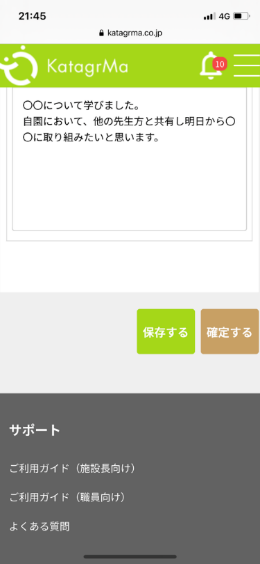 21:45
4G
katagrma.co.jp
KatagrMa
10
〇〇について学びました。
自園において、他の先生方と共有し明日から〇
〇に取り組みたいと思います。
保存する
確定する
サポート
ご利用ガイド（施設長向け）
ご利用ガイド（職員向け）
よくある質問